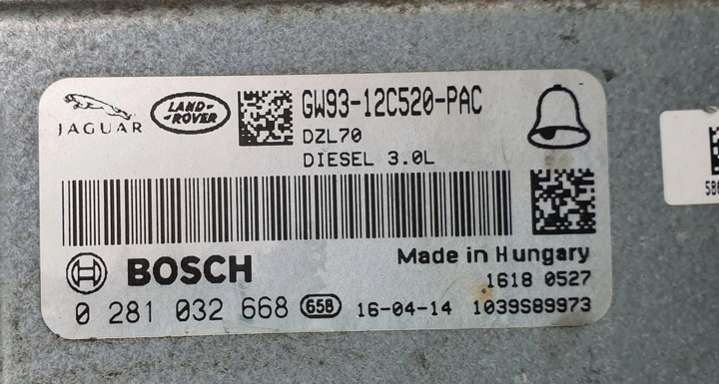 JAGUAR
LAND-
ROVER
GW93-12C520-PAC
DZL70
DIESEL 3.0L
BOSCH
Made in Hungary
1618 0527
0 281 032 668 658 16-04-14 1039S89973